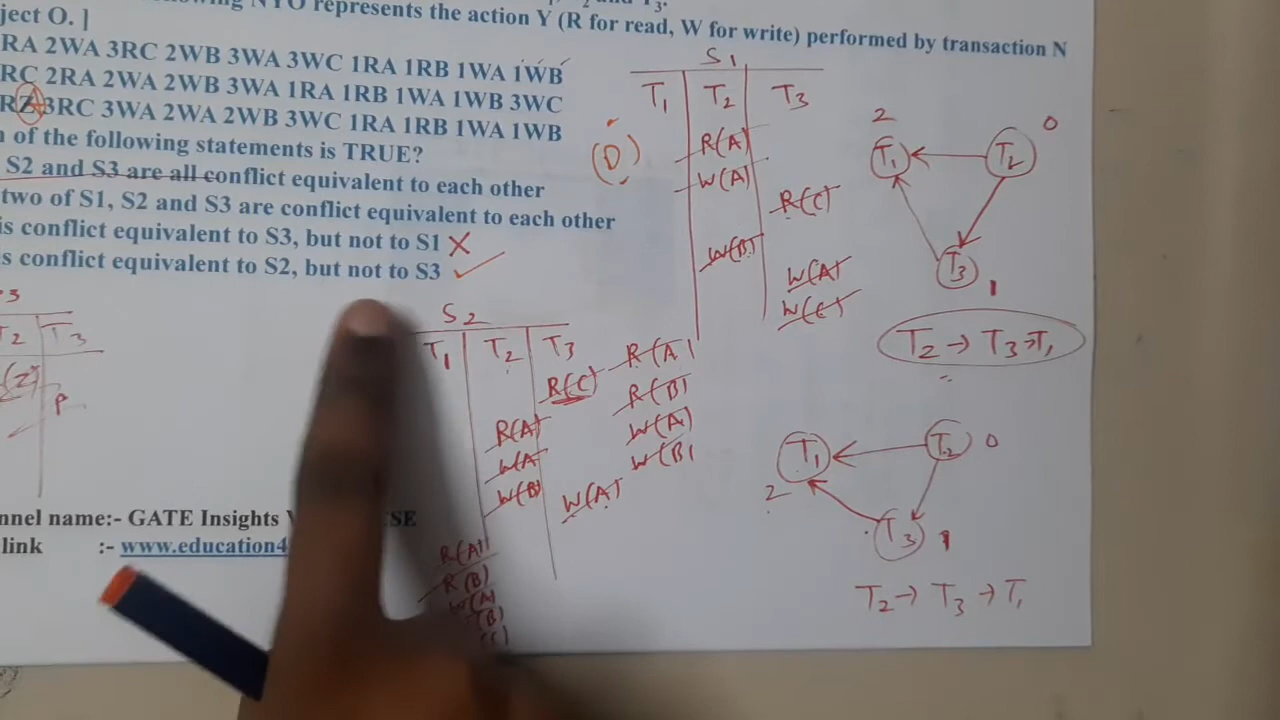 ject O. ]
RA 2WA 3RC 2WB 3WA 3WC 1RA 1RB 1WA 1WB
RC 2RA 2WA 2WB 3WA 1RA 1RB 1WA 1WB 3WC
3RC 3WA 2WA 2WB 3WC 1RA 1RB 1WA 1WB
represents the action Y (R for read, W for write) performed by transaction N
of the following statements is TRUE?
S2 and S3 are all conflict equivalent to each other
two of S1, S2 and S3 are conflict equivalent to each other
is conflict equivalent to S3, but not to S1
s conflict equivalent to S2, but not to S3
(D)
S1
T1 T2 T3
R(A)
W(A)
R(C)
W(B)
W(A)
W(C)
R(A)
R(B)
W(A)
W(B)
2
T1
T2
0
T3
1
T2 → T3 → T1
S2
T1 T2 T3
R(C)
R(A)
W(A
W(B)
W(A)
R(A)
R(B)
W(A)
(B)
T1
T2
0
2
T3
1
T2 → T3 → T1
T3
nnel name:- GATE Insights
link :- www.education4